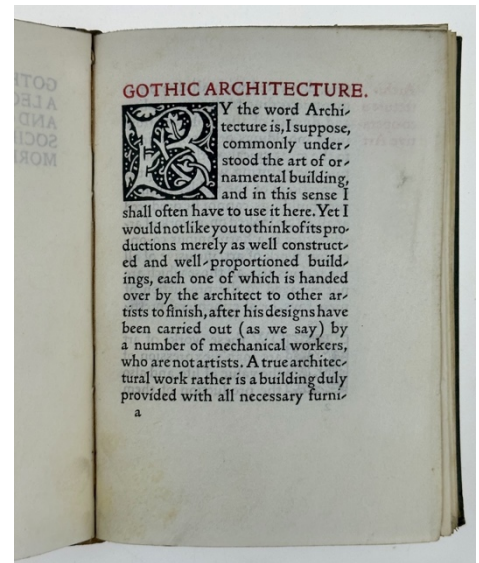 GOTHIC ARCHITECTURE.
BY the word Archi-
tecture is, I suppose,
commonly under-
stood the art of or-
namental building,
and in this sense I
shall often have to use it here. Yet I
would not like you to think of its pro-
ductions merely as well construct-
ed and well-proportioned build-
ings, each one of which is handed
over by the architect to other ar-
tists to finish, after his designs have
been carried out (as we say) by
a number of mechanical workers,
who are not artists. A true architec-
tural work rather is a building duly
provided with all necessary furni-
a